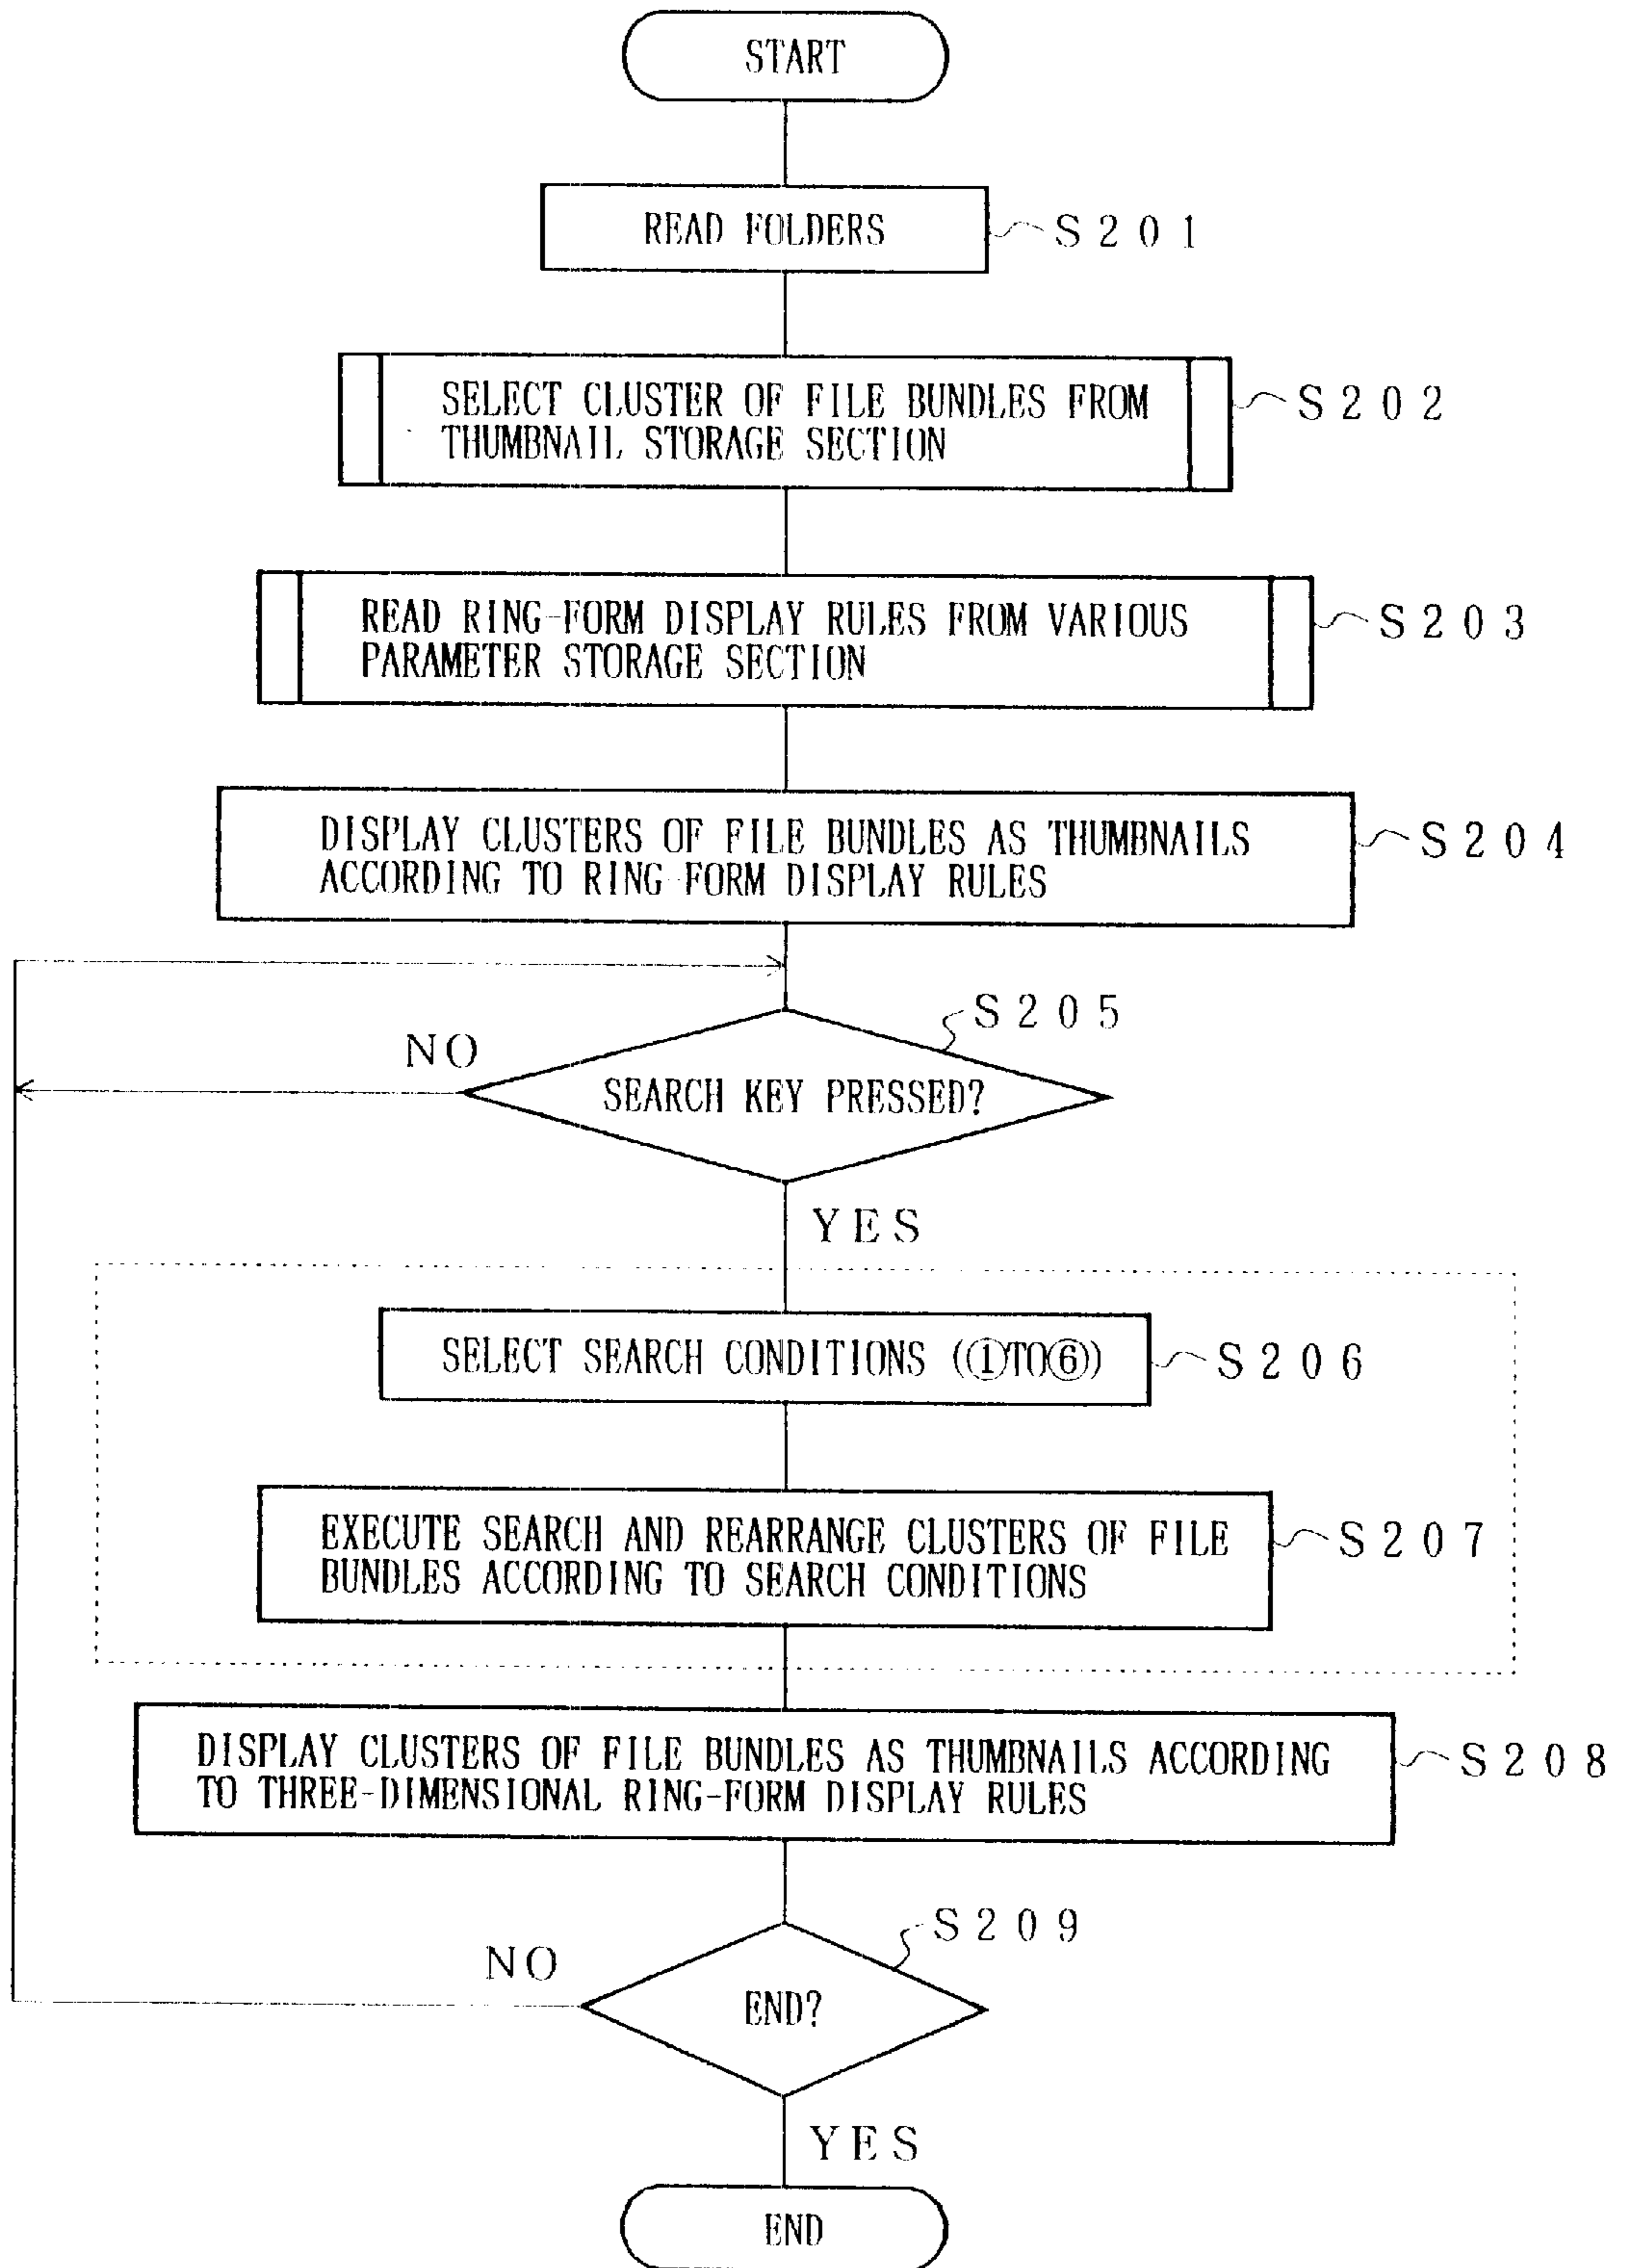 START
READ FOLDERS
S201
SELECT CLUSTER OF FILE BUNDLES FROM
THUMBNAIL STORAGE SECTION
S202
READ RING-FORM DISPLAY RULES FROM VARIOUS
PARAMETER STORAGE SECTION
S203
DISPLAY CLUSTERS OF FILE BUNDLES AS THUMBNAILS
ACCORDING TO RING-FORM DISPLAY RULES
S204
S205
NO
SEARCH KEY PRESSED?
YES
SELECT SEARCH CONDITIONS (①TO⑥)
S206
EXECUTE SEARCH AND REARRANGE CLUSTERS OF FILE
BUNDLES ACCORDING TO SEARCH CONDITIONS
S207
DISPLAY CLUSTERS OF FILE BUNDLES AS THUMBNAILS ACCORDING
TO THREE-DIMENSIONAL RING-FORM DISPLAY RULES
S208
S209
NO
END?
YES
END